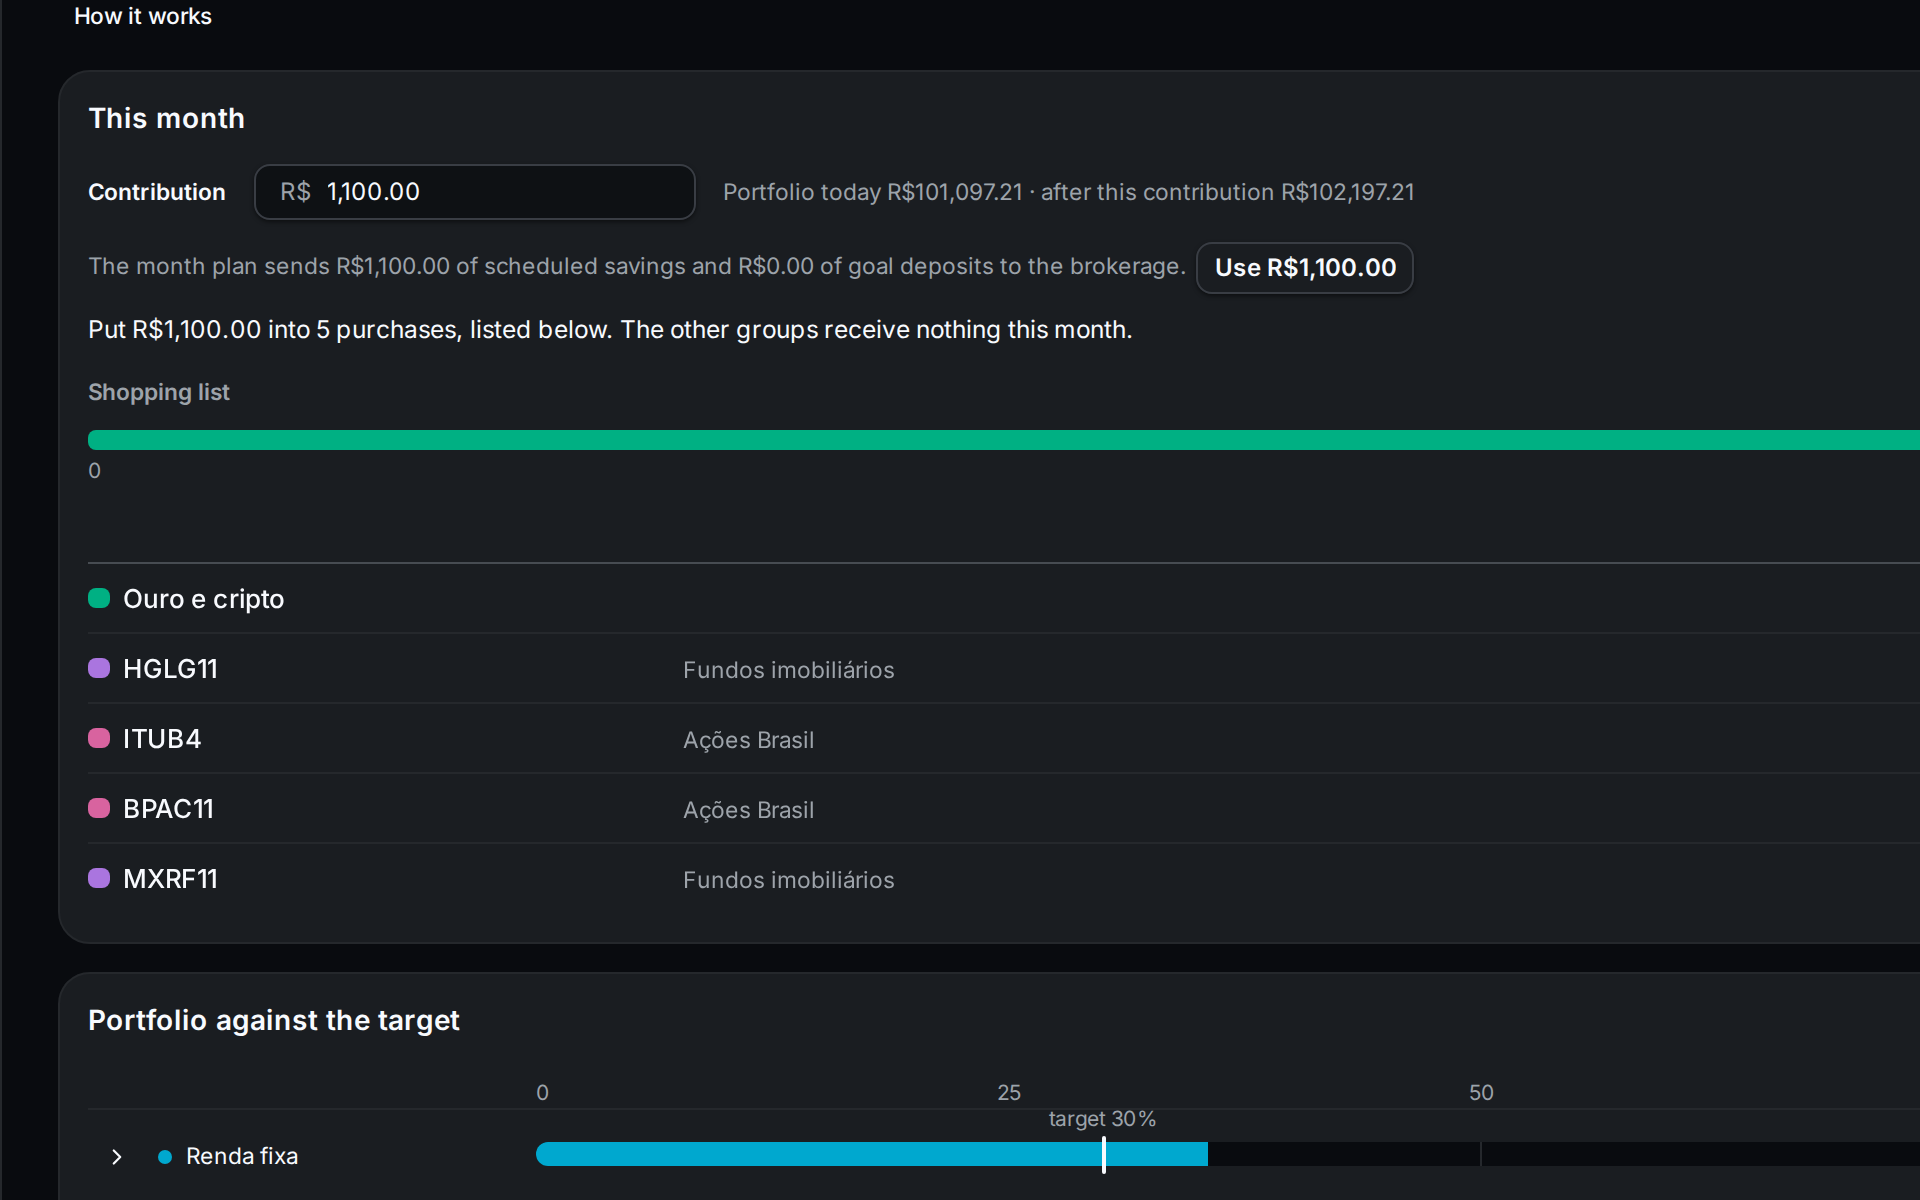 How it works
This month
Contribution R$ 1,100.00 Portfolio today R$101,097.21 · after this contribution R$102,197.21
The month plan sends R$1,100.00 of scheduled savings and R$0.00 of goal deposits to the brokerage. Use R$1,100.00
Put R$1,100.00 into 5 purchases, listed below. The other groups receive nothing this month.
Shopping list
0
Ouro e cripto
HGLG11 Fundos imobiliários
ITUB4 Ações Brasil
BPAC11 Ações Brasil
MXRF11 Fundos imobiliários
Portfolio against the target
0 25 50
target 30%
Renda fixa